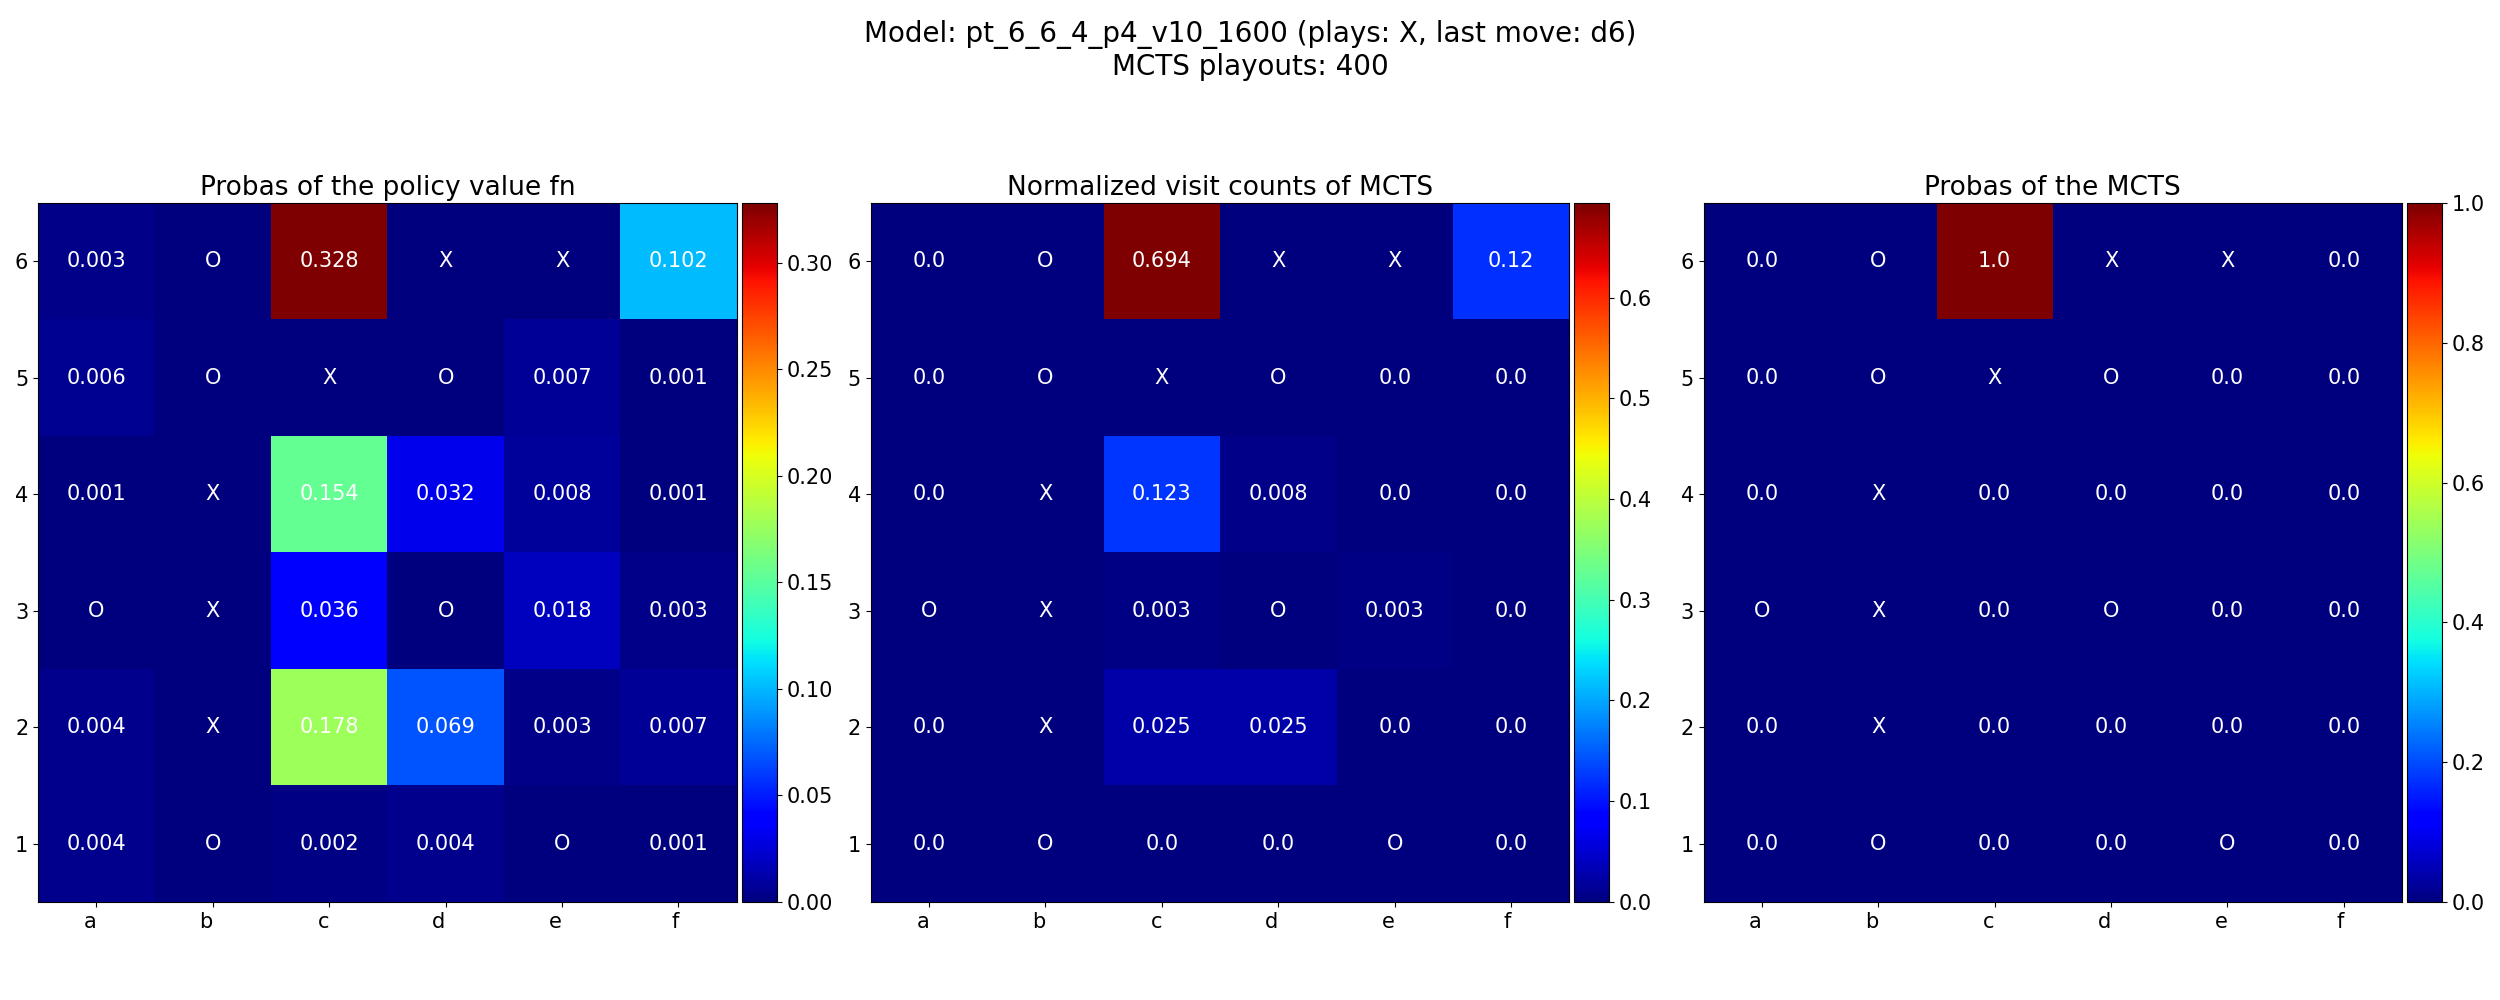 Model: pt_6_6_4_p4_v10_1600 (plays: X, last move: d6)
MCTS playouts: 400
Probas of the policy value fn
6 0.003 O 0.328 X X 0.102
5 0.006 O X O 0.007 0.001
4 0.001 X 0.154 0.032 0.008 0.001
3 O X 0.036 O 0.018 0.003
2 0.004 X 0.178 0.069 0.003 0.007
1 0.004 O 0.002 0.004 O 0.001
a b c d e f
0.30
0.25
0.20
0.15
0.10
0.05
0.00
Normalized visit counts of MCTS
6 0.0 O 0.694 X X 0.12
5 0.0 O X O 0.0 0.0
4 0.0 X 0.123 0.008 0.0 0.0
3 O X 0.003 O 0.003 0.0
2 0.0 X 0.025 0.025 0.0 0.0
1 0.0 O 0.0 0.0 O 0.0
a b c d e f
0.6
0.5
0.4
0.3
0.2
0.1
0.0
Probas of the MCTS
6 0.0 O 1.0 X X 0.0
5 0.0 O X O 0.0 0.0
4 0.0 X 0.0 0.0 0.0 0.0
3 O X 0.0 O 0.0 0.0
2 0.0 X 0.0 0.0 0.0 0.0
1 0.0 O 0.0 0.0 O 0.0
a b c d e f
1.0
0.8
0.6
0.4
0.2
0.0